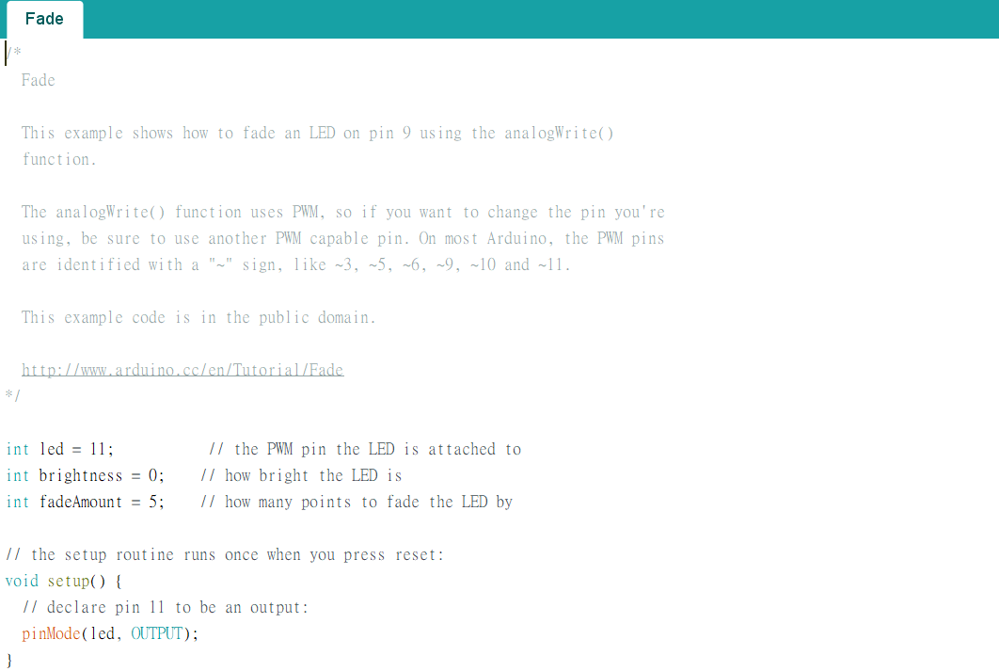 Fade
/*
Fade
This example shows how to fade an LED on pin 9 using the analogWrite()
function.
The analogWrite() function uses PWM, so if you want to change the pin you're
using, be sure to use another PWM capable pin. On most Arduino, the PWM pins
are identified with a "~" sign, like ~3, ~5, ~6, ~9, ~10 and ~11.
This example code is in the public domain.
http://www.arduino.cc/en/Tutorial/Fade
*/
int led = 11;           // the PWM pin the LED is attached to
int brightness = 0;    // how bright the LED is
int fadeAmount = 5;    // how many points to fade the LED by
// the setup routine runs once when you press reset:
void setup() {
// declare pin 11 to be an output:
pinMode(led, OUTPUT);
}